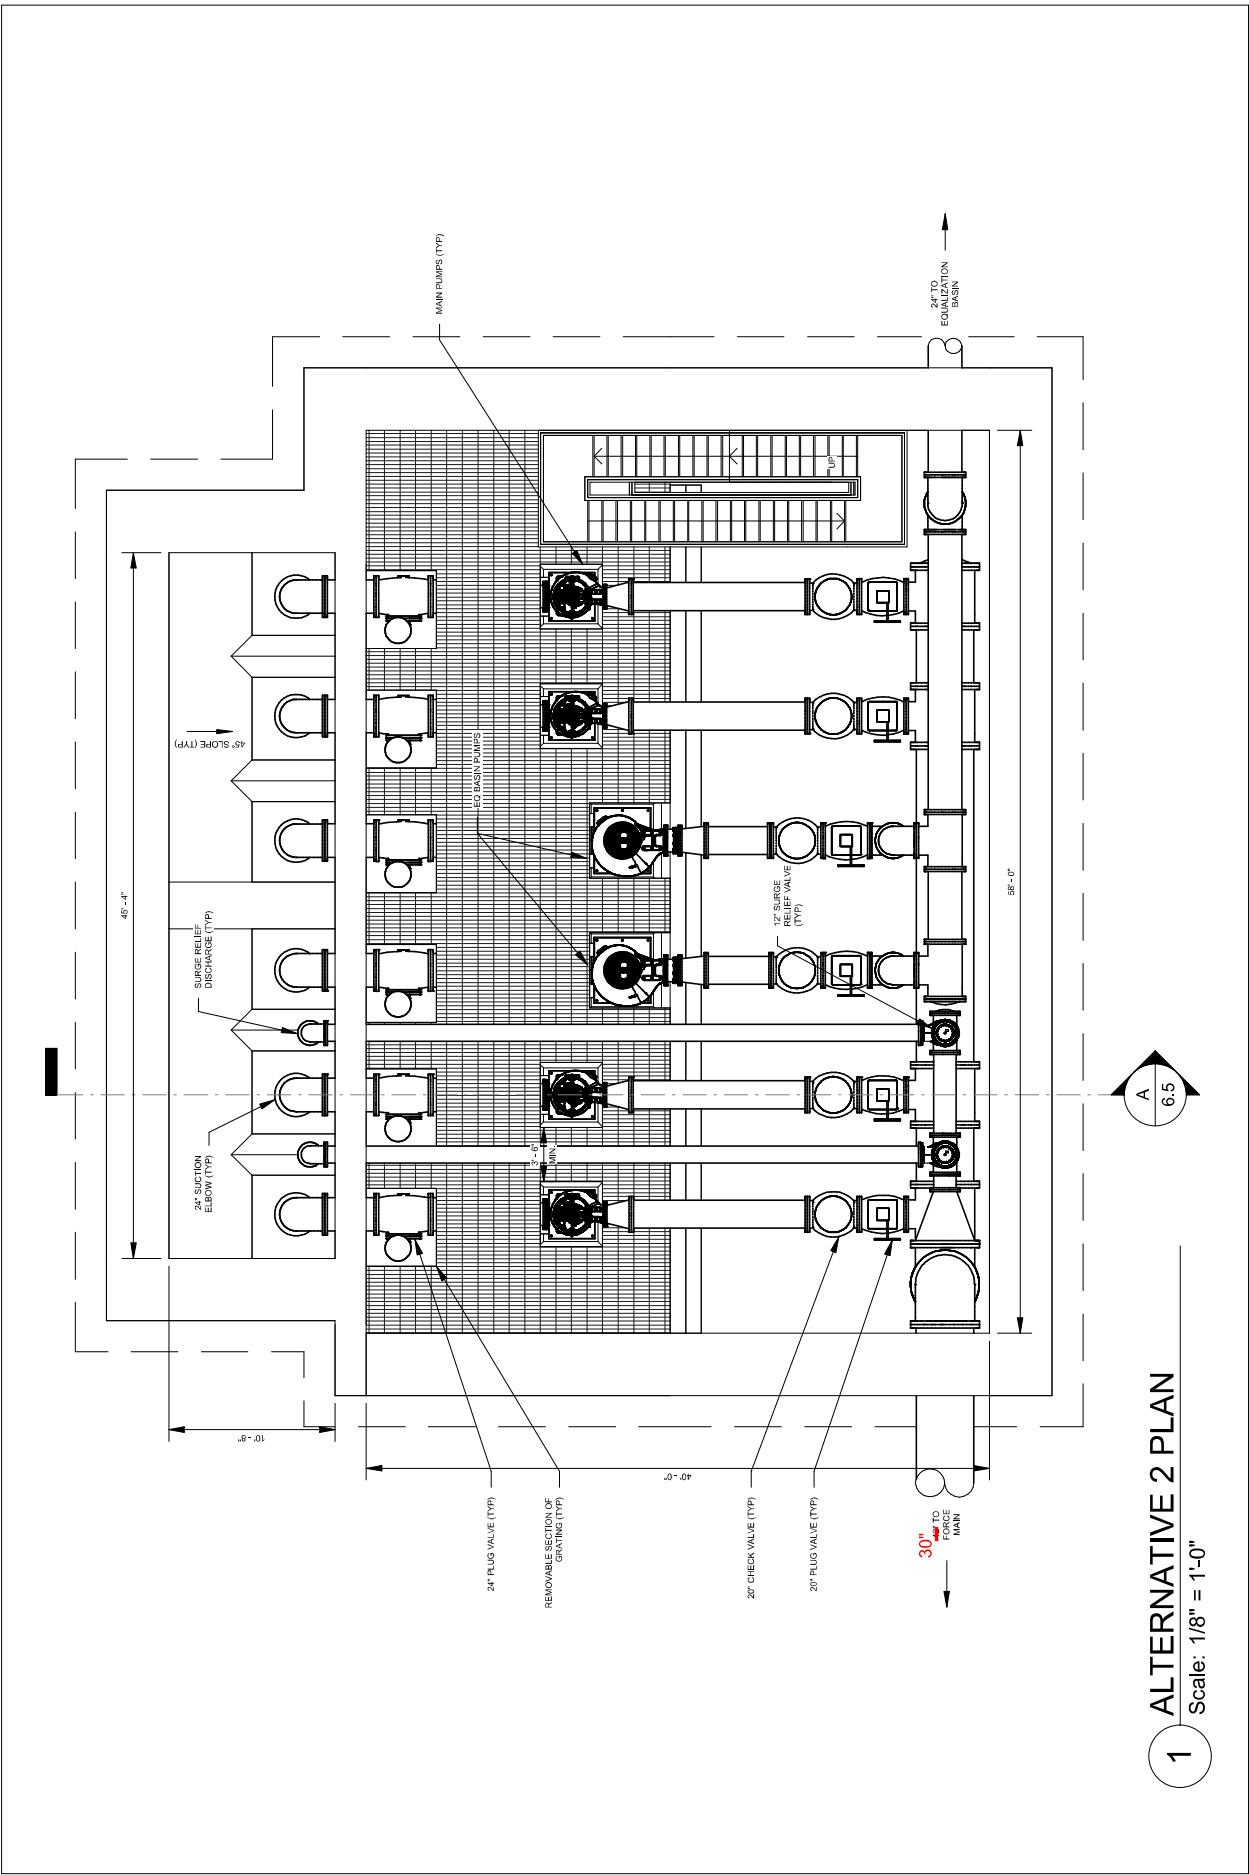 MAIN PUMPS (TYP)
24" TO
EQUALIZATION
BASIN
UP
45° SLOPE (TYP)
EQ BASIN PUMPS
45' - 4"
SURGE RELIEF
DISCHARGE (TYP)
12" SURGE
RELIEF VALVE
(TYP)
58' - 0"
24" SUCTION
ELBOW (TYP)
3' - 6"
MIN.
A
6.5
10' - 8"
40' - 0"
24" PLUG VALVE (TYP)
REMOVABLE SECTION OF
GRATING (TYP)
20" CHECK VALVE (TYP)
20" PLUG VALVE (TYP)
30"
TO
FORCE
MAIN
1
ALTERNATIVE 2 PLAN
Scale: 1/8" = 1'-0"